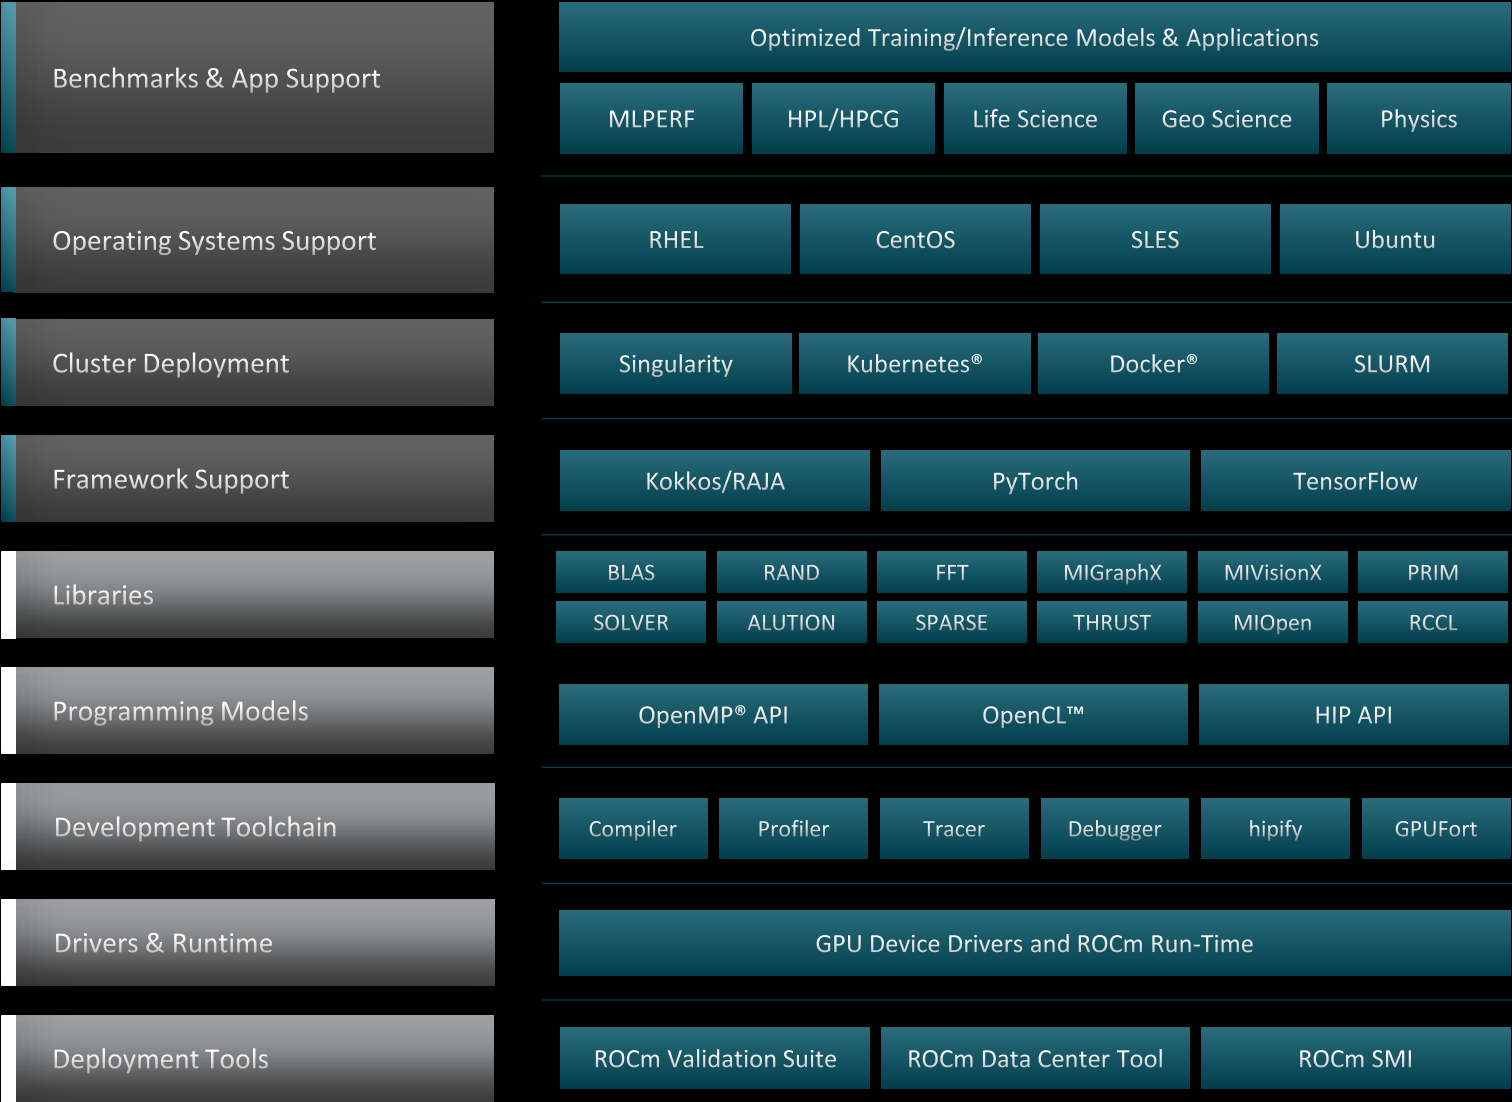 Benchmarks & App Support
Optimized Training/Inference Models & Applications
MLPERF HPL/HPCG Life Science Geo Science Physics
Operating Systems Support
RHEL CentOS SLES Ubuntu
Cluster Deployment
Singularity Kubernetes® Docker® SLURM
Framework Support
Kokkos/RAJA PyTorch TensorFlow
Libraries
BLAS RAND FFT MIGraphX MIVisionX PRIM
SOLVER ALUTION SPARSE THRUST MIOpen RCCL
Programming Models
OpenMP® API OpenCL™ HIP API
Development Toolchain
Compiler Profiler Tracer Debugger hipify GPUFort
Drivers & Runtime
GPU Device Drivers and ROCm Run-Time
Deployment Tools
ROCm Validation Suite ROCm Data Center Tool ROCm SMI